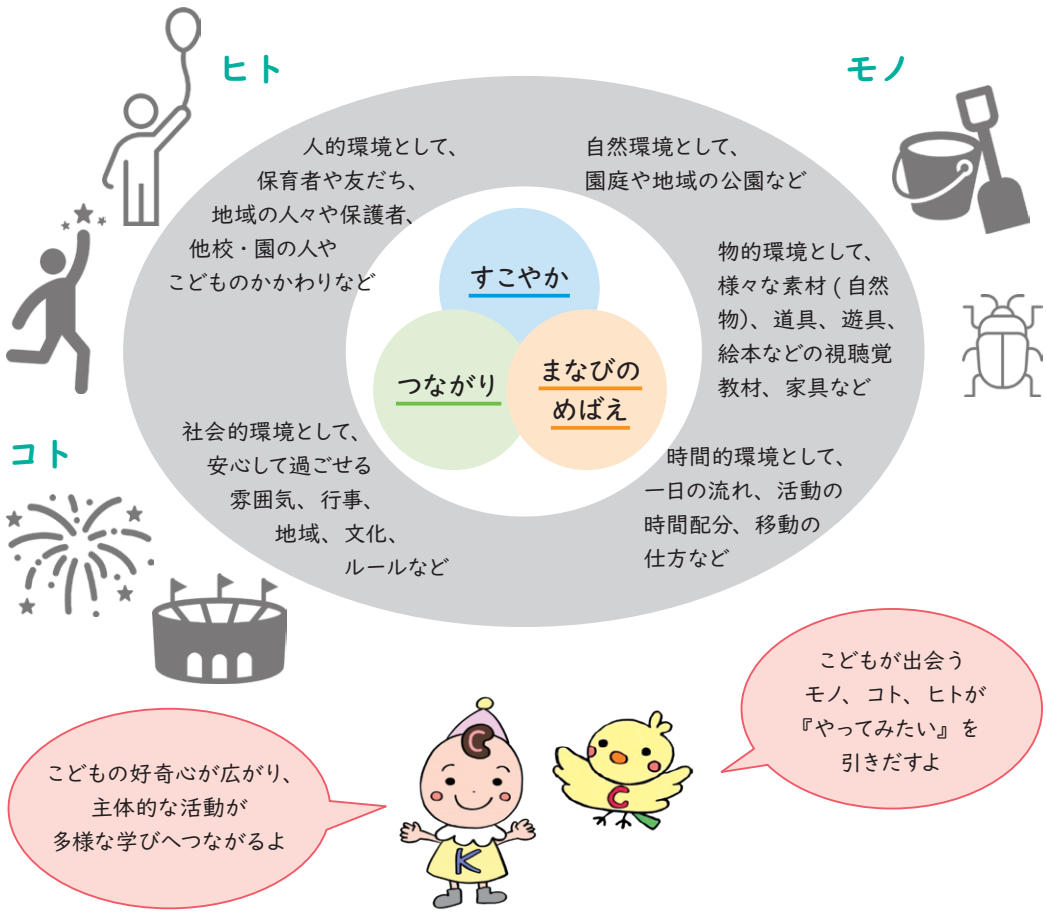 ヒト
モノ
人的環境として、
保育者や友だち、
地域の人々や保護者、
他校・園の人や
こどものかかわりなど
自然環境として、
園庭や地域の公園など
物的環境として、
様々な素材(自然
物)、道具、遊具、
絵本などの視聴覚
教材、家具など
すこやか
つながり
まなびの
めばえ
コト
社会的環境として、
安心して過ごせる
雰囲気、行事、
地域、文化、
ルールなど
時間的環境として、
一日の流れ、活動の
時間配分、移動の
仕方など
こどもが出会う
モノ、コト、ヒトが
『やってみたい』を
引きだすよ
こどもの好奇心が広がり、
主体的な活動が
多様な学びへつながるよ
C
K
C